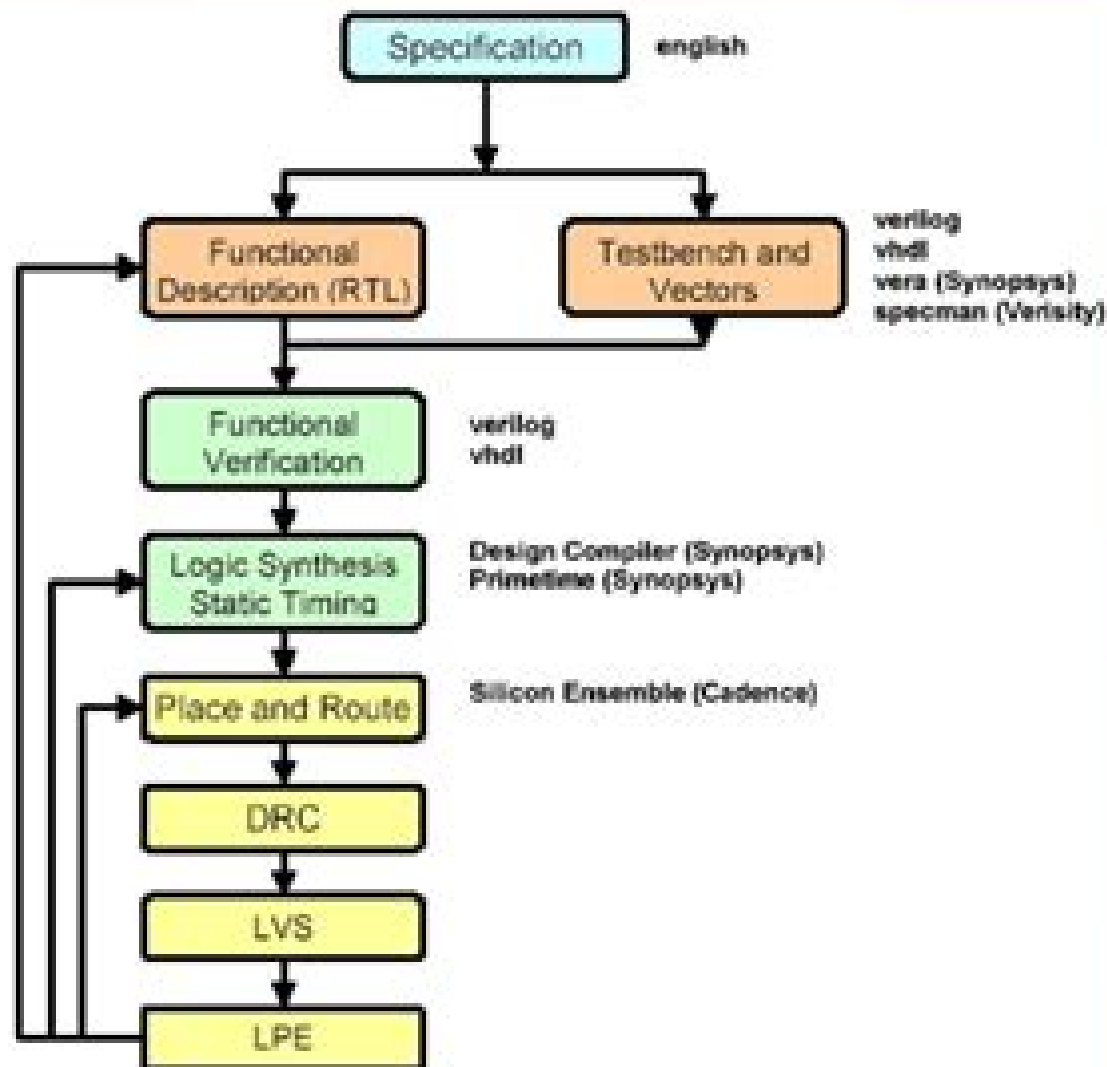 Specification
english
Functional
Description (RTL)
Testbench and
Vectors
verilog
vhdl
vera (Synopsys)
specman (Verisity)
Functional
Verification
verilog
vhdl
Logic Synthesis
Static Timing
Design Compiler (Synopsys)
Primetime (Synopsys)
Place and Route
Silicon Ensemble (Cadence)
DRC
LVS
LPE